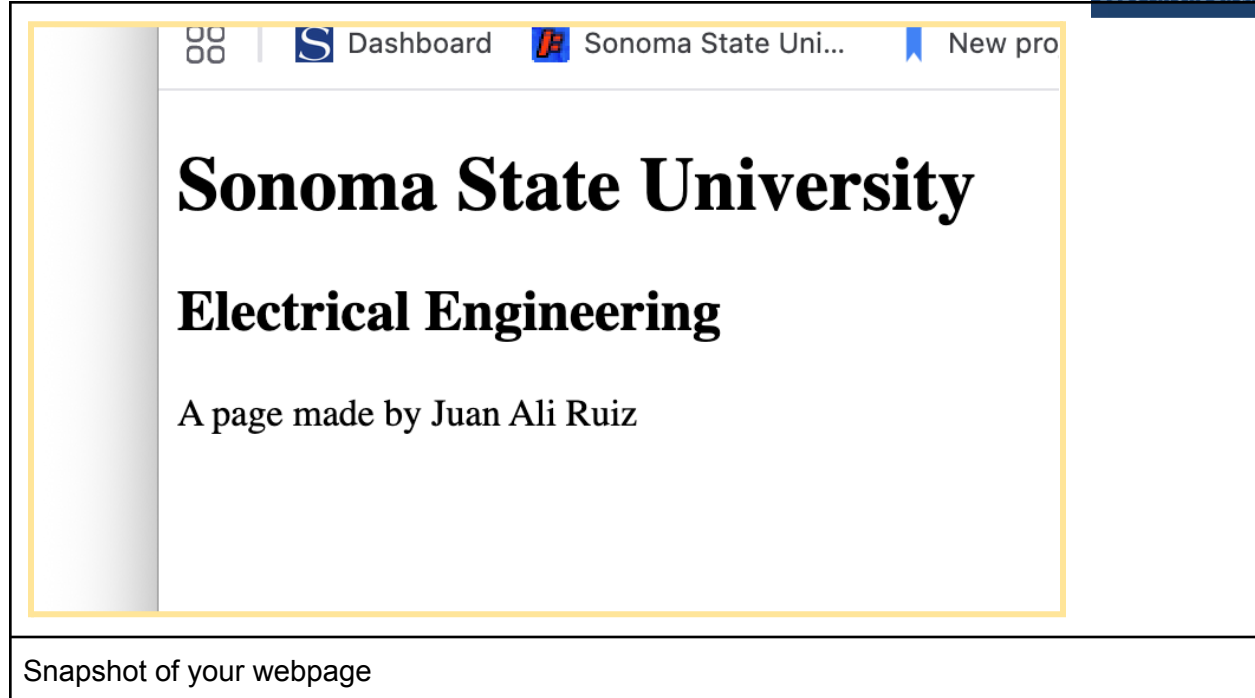 Dashboard Sonoma State Uni... New pro
Sonoma State University
Electrical Engineering
A page made by Juan Ali Ruiz
Snapshot of your webpage